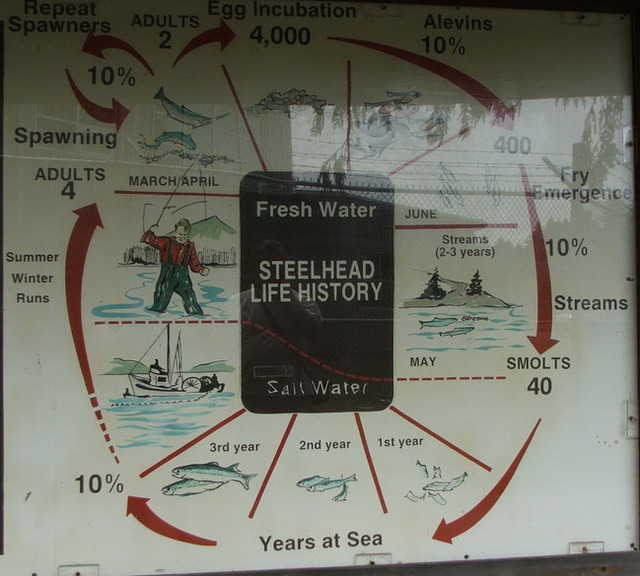 Repeat
Spawners
ADULTS
2
Egg Incubation
4,000
Alevins
10%
10%
Spawning
400
ADULTS
4
MARCH/APRIL
Fry
Emergence
Fresh Water
JUNE
Streams
(2-3 years)
10%
Summer
Winter
Runs
STEELHEAD
LIFE HISTORY
Streams
MAY
SMOLTS
40
Salt Water
3rd year
2nd year
1st year
10%
Years at Sea